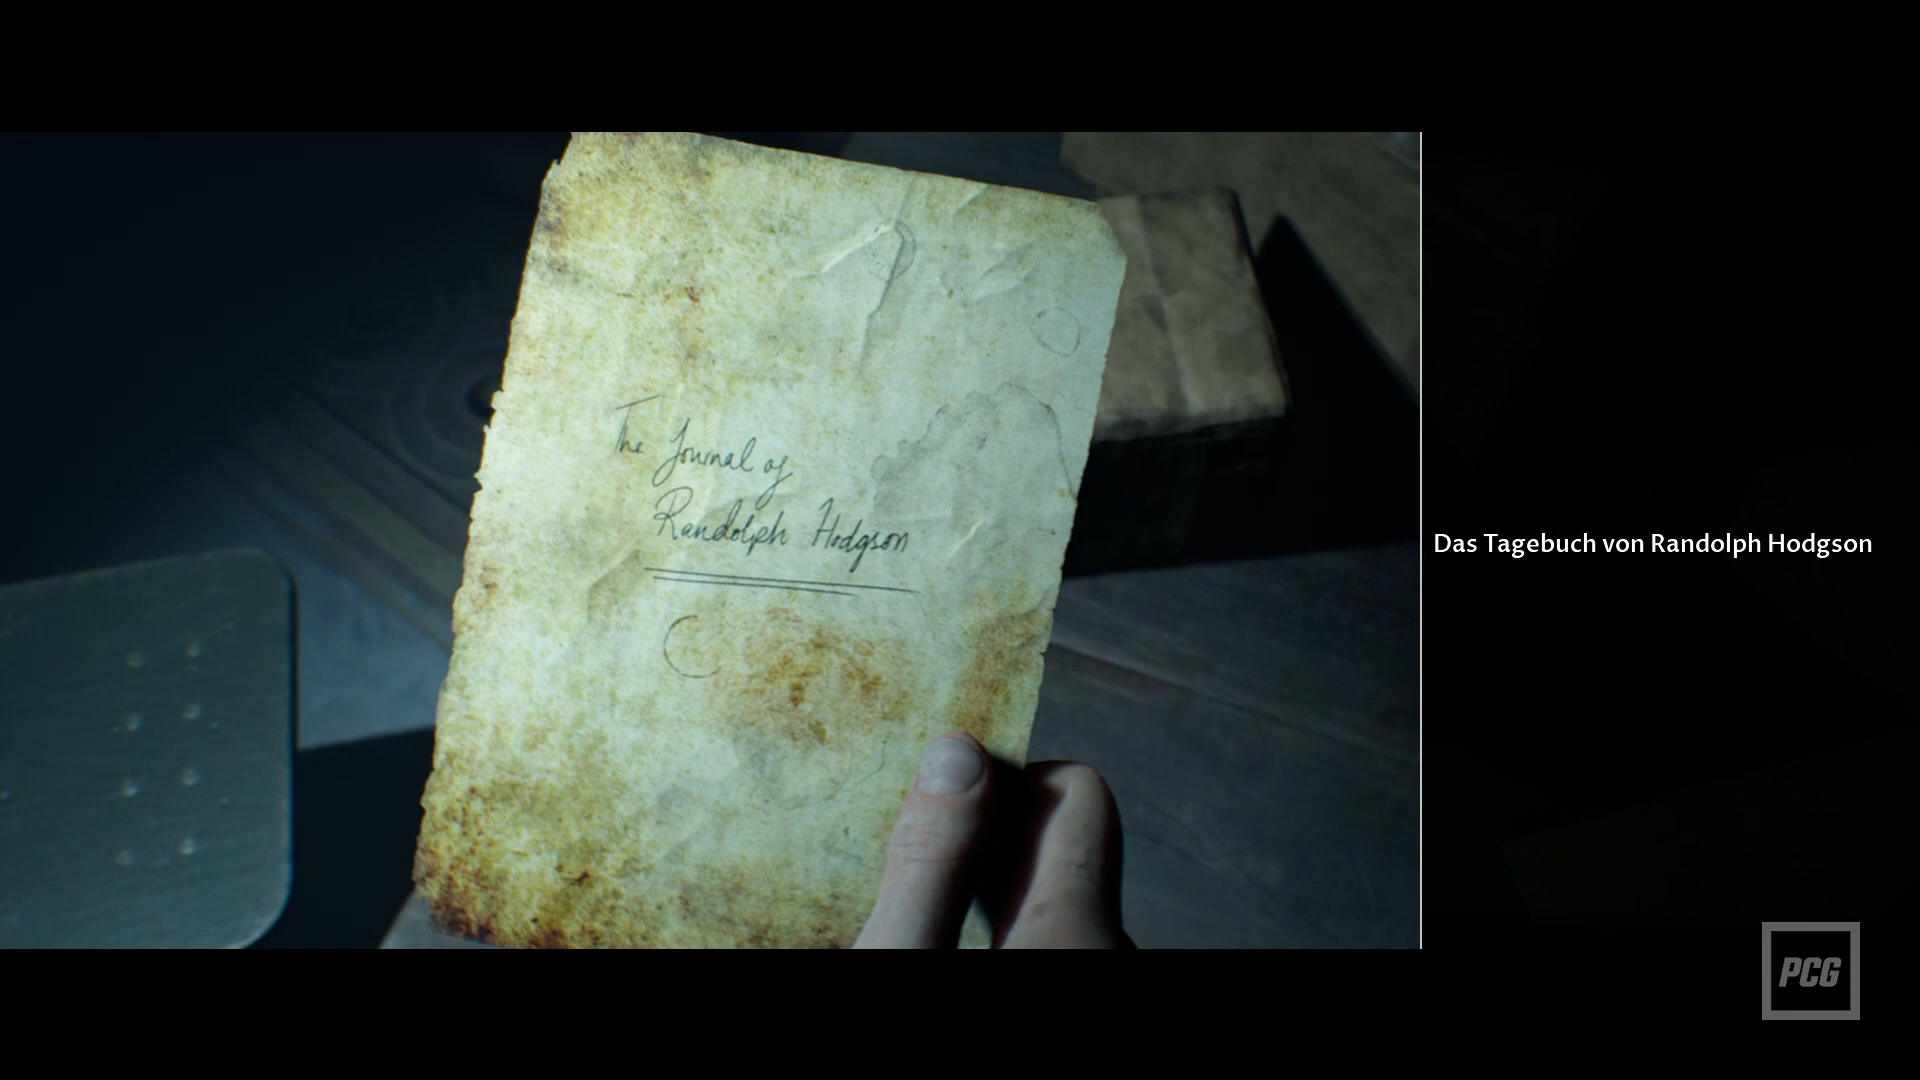 The Journal of
Randolph Hodgson
Das Tagebuch von Randolph Hodgson
PCG